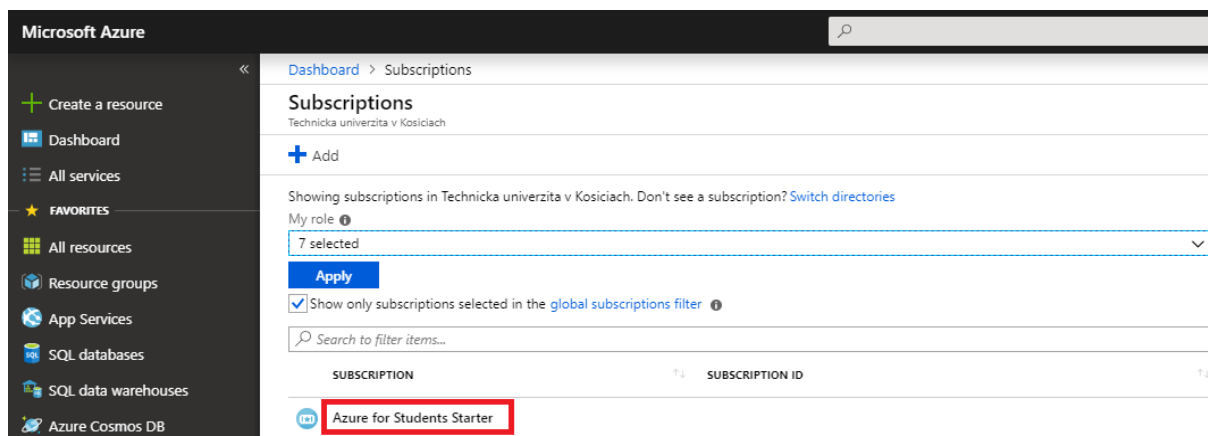 Microsoft Azure
«
Dashboard > Subscriptions
Create a resource
Dashboard
All services
FAVORITES
All resources
Resource groups
App Services
SQL databases
SQL data warehouses
Azure Cosmos DB
Subscriptions
Technicka univerzita v Kosiciach
Add
Showing subscriptions in Technicka univerzita v Kosiciach. Don't see a subscription? Switch directories
My role
7 selected
Apply
Show only subscriptions selected in the global subscriptions filter
Search to filter items...
SUBSCRIPTION SUBSCRIPTION ID
Azure for Students Starter